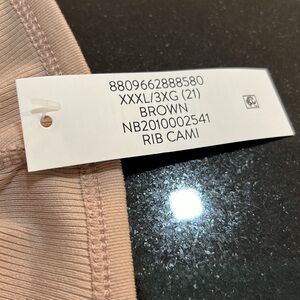 8809662888580
XXXL/3XG (21)
BROWN
NB2010002541
RIB CAMI